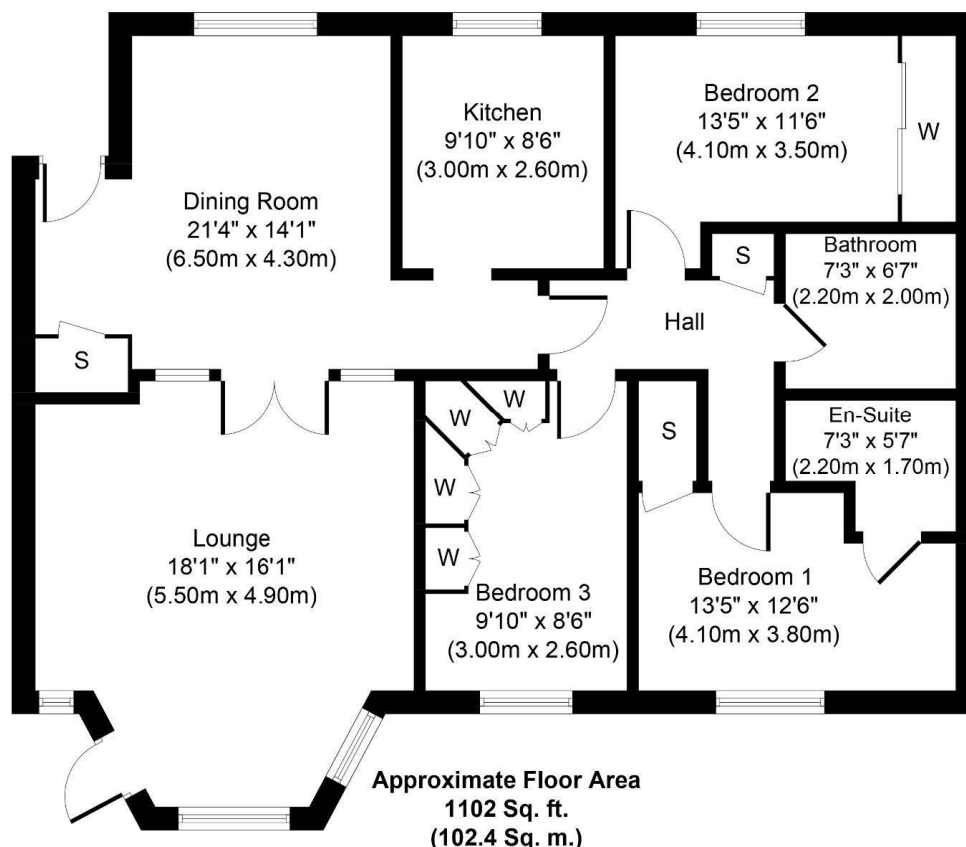 Kitchen
9'10" x 8'6"
(3.00m x 2.60m)
Bedroom 2
13'5" x 11'6"
(4.10m x 3.50m)
W
Dining Room
21'4" x 14'1"
(6.50m x 4.30m)
S
Bathroom
7'3" x 6'7"
(2.20m x 2.00m)
Hall
S
W
W
W
W
S
En-Suite
7'3" x 5'7"
(2.20m x 1.70m)
Lounge
18'1" x 16'1"
(5.50m x 4.90m)
Bedroom 3
9'10" x 8'6"
(3.00m x 2.60m)
Bedroom 1
13'5" x 12'6"
(4.10m x 3.80m)
Approximate Floor Area
1102 Sq. ft.
(102.4 Sq. m.)